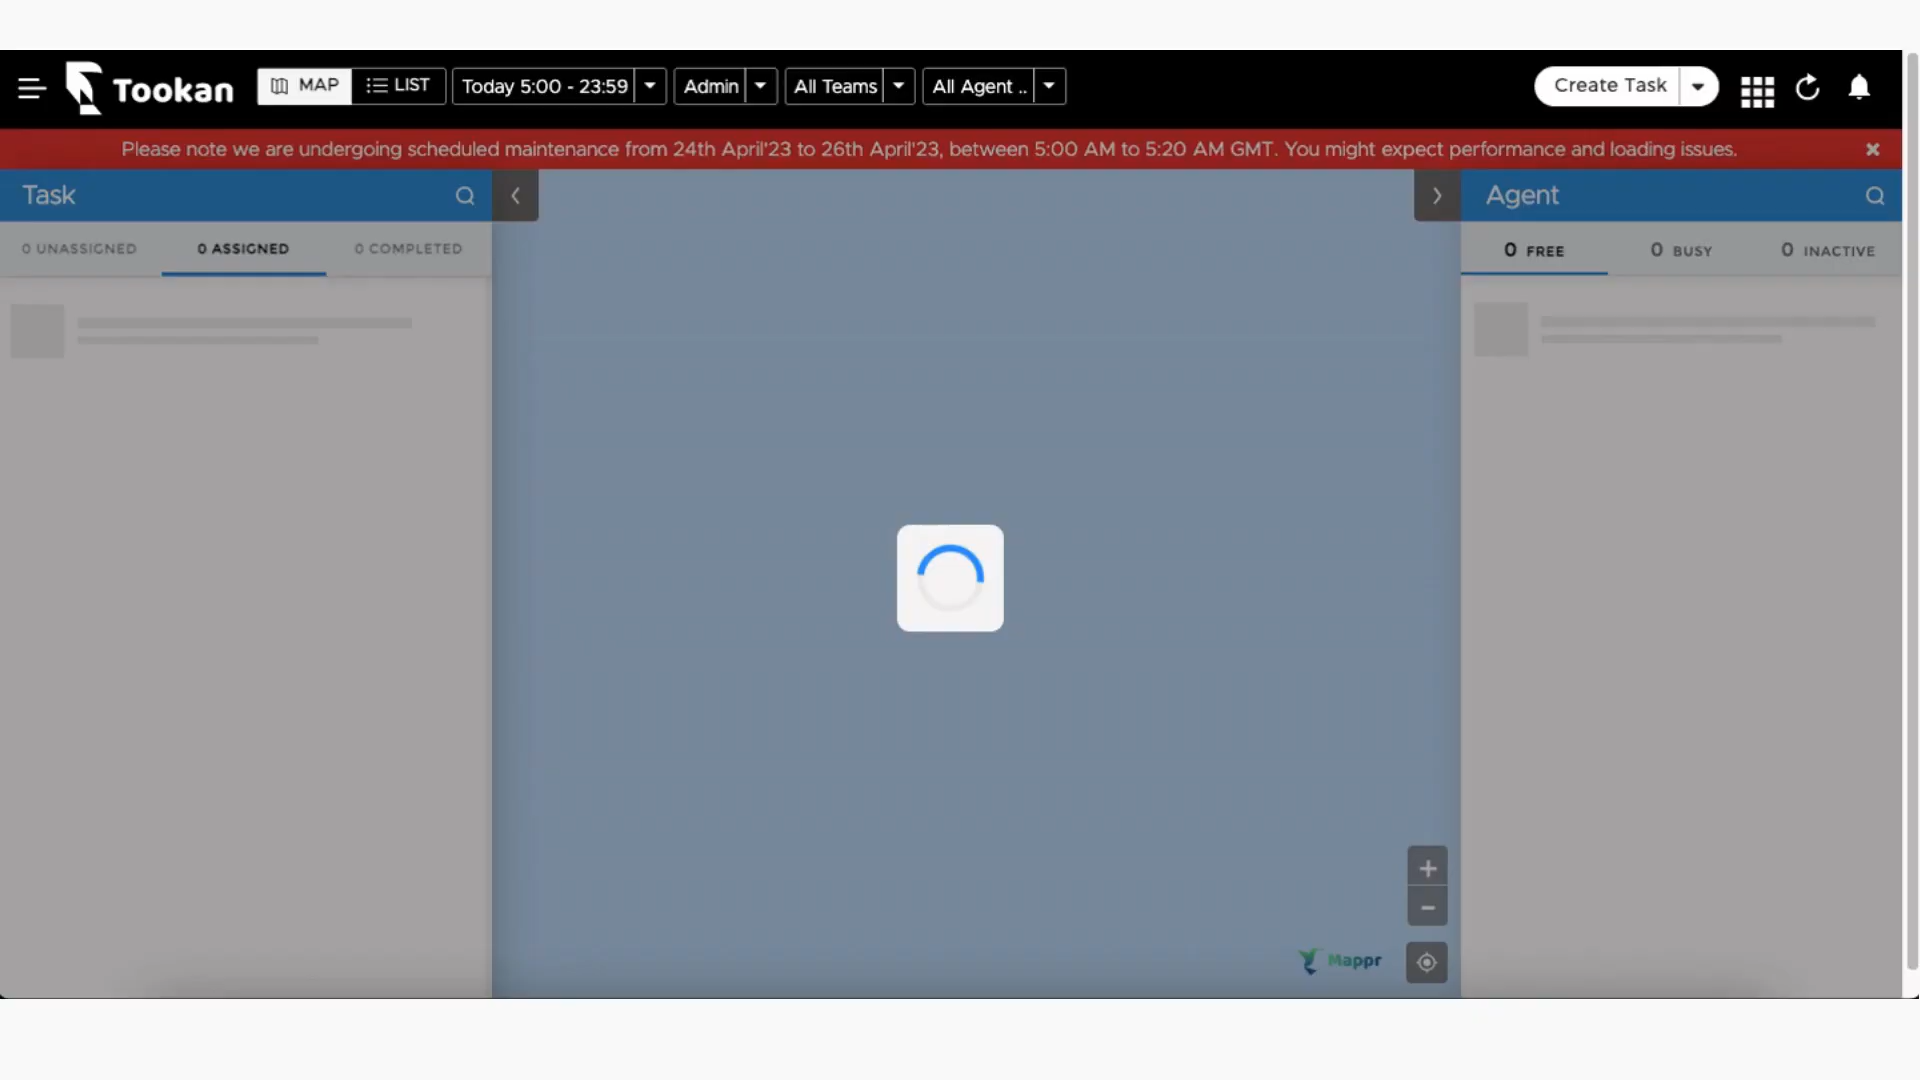 Tookan MAP LIST Today 5:00 - 23:59 Admin All Teams All Agent .. Create Task
Please note we are undergoing scheduled maintenance from 24th April'23 to 26th April'23, between 5:00 AM to 5:20 AM GMT. You might expect performance and loading issues.
Task
0 UNASSIGNED 0 ASSIGNED 0 COMPLETED
Agent
0 FREE 0 BUSY 0 INACTIVE
Mappr